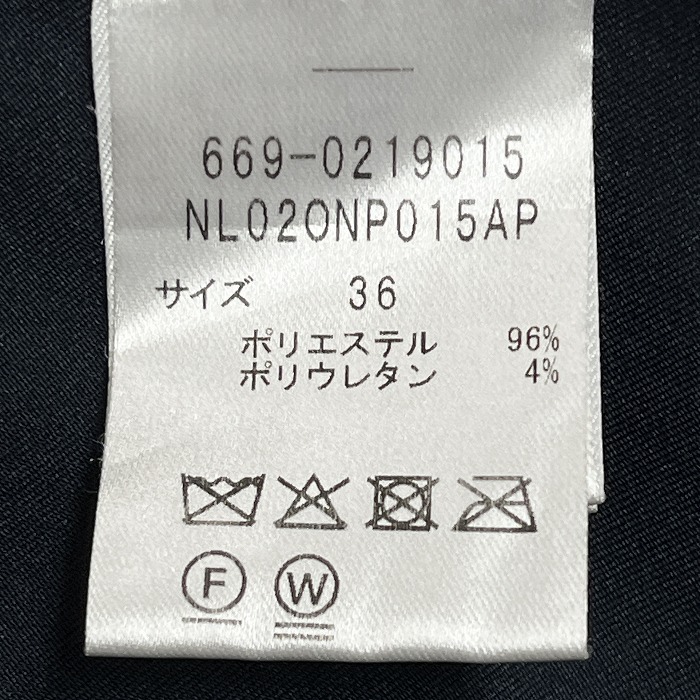 669-0219015
NL020NP015AP
サイズ 36
ポリエステル 96%
ポリウレタン 4%
F W